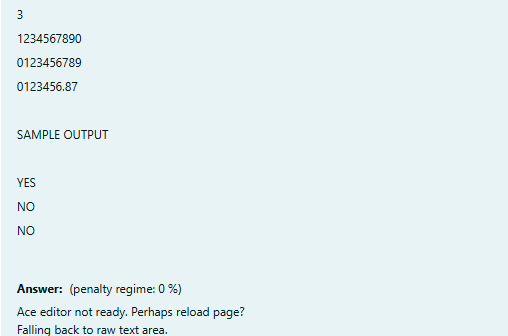 3
1234567890
0123456789
0123456.87
SAMPLE OUTPUT
YES
NO
NO
Answer: (penalty regime: 0 %)
Ace editor not ready. Perhaps reload page?
Falling back to raw text area.